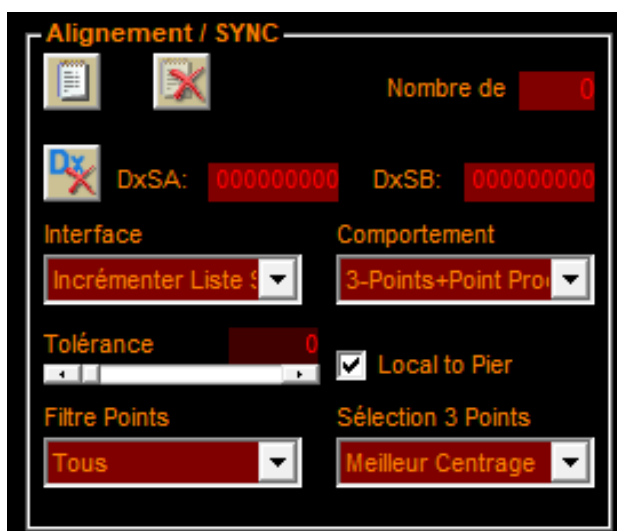 Alignement / SYNC
Nombre de 0
Dx DxSA: 000000000 DxSB: 000000000
Interface Comportement
Incrémenter Liste 3-Points+Point
Tolérance 0
Local to Pier
Filtre Points Sélection 3 Points
Tous Meilleur Centrage